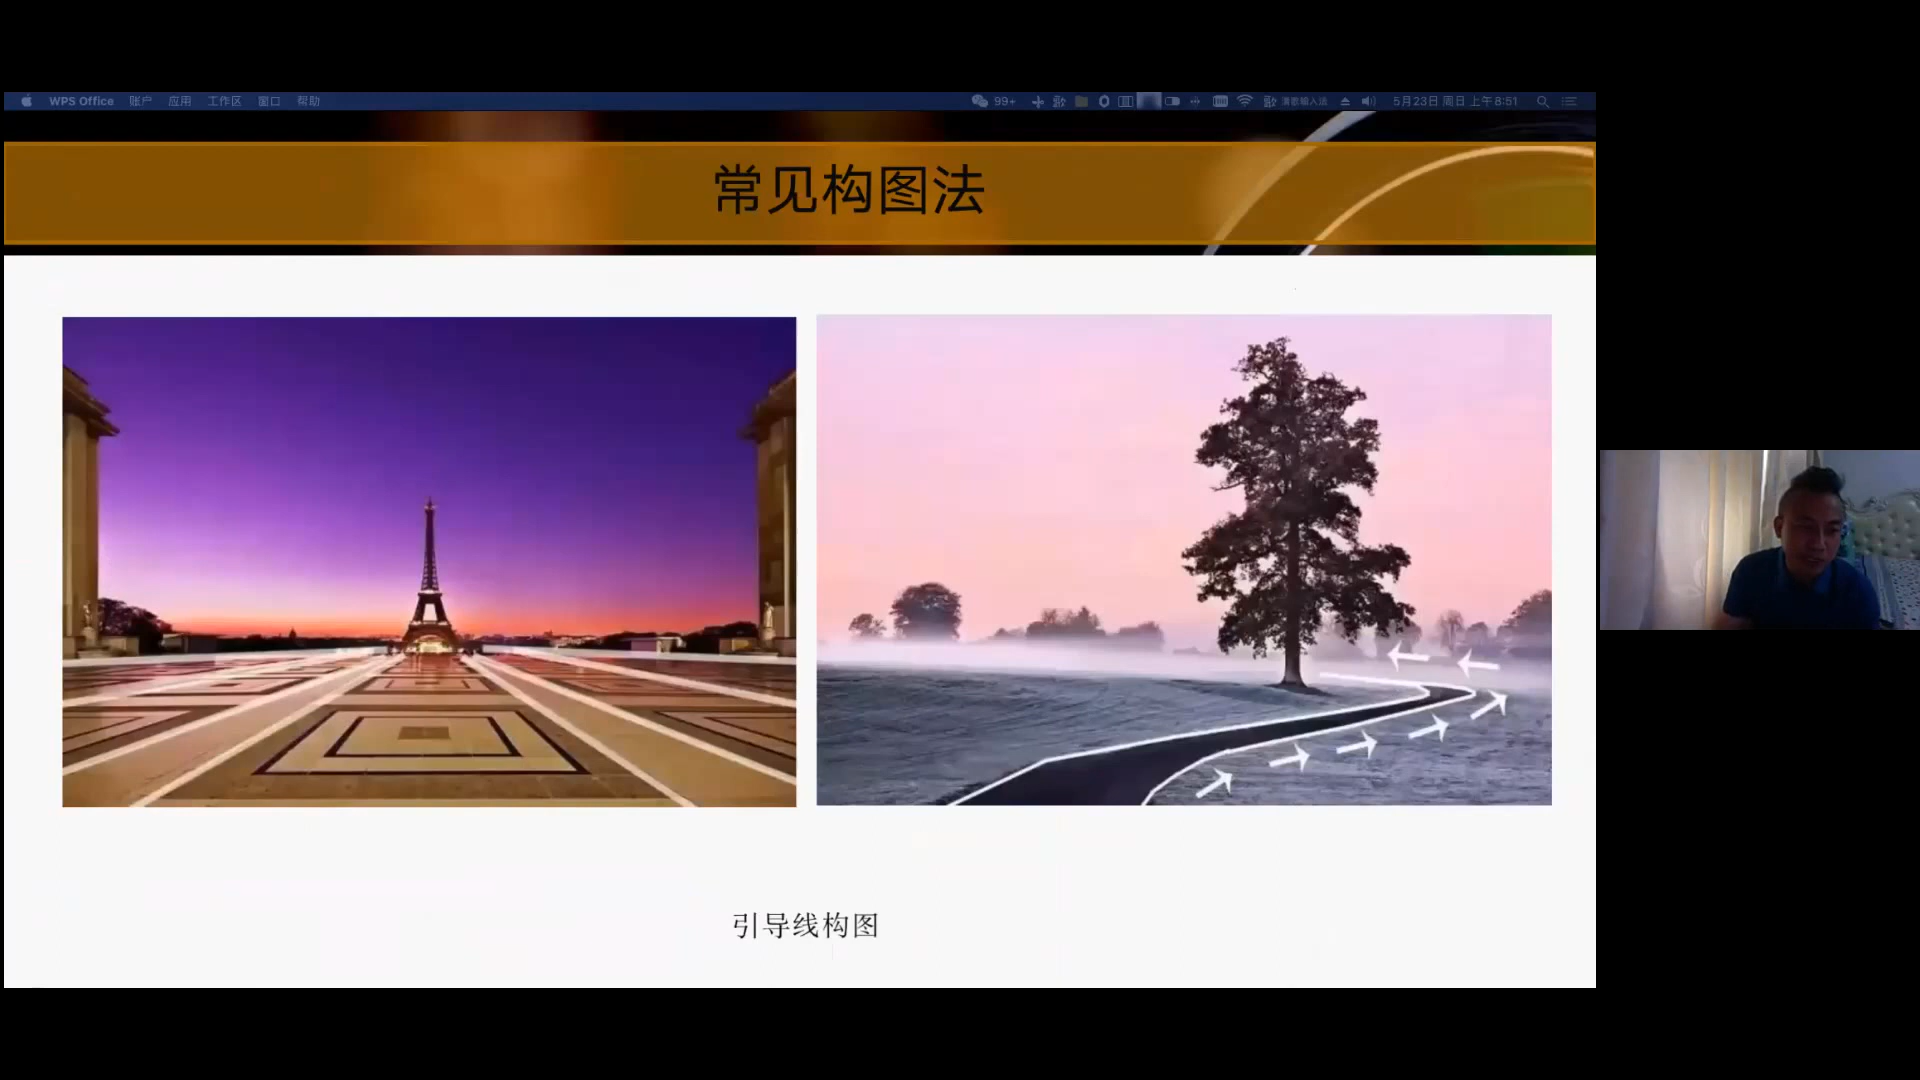 WPS Office 账户 应用 工作区 窗口 帮助 99+ 5月23日 周日 上午8:51
常见构图法
引导线构图